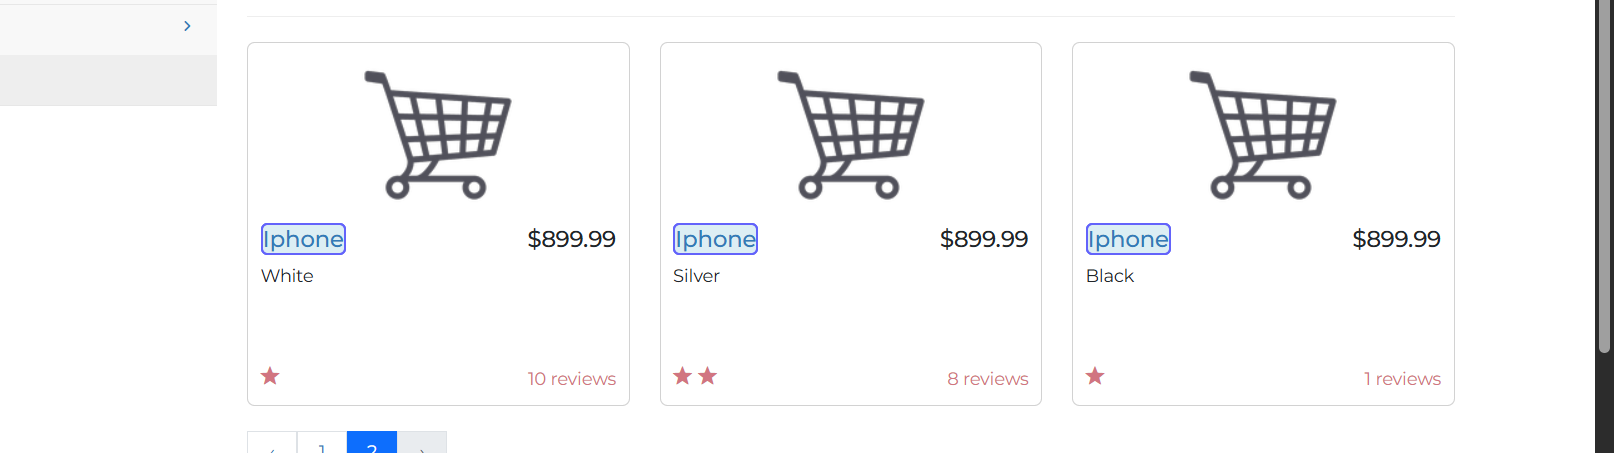 Iphone $899.99
White
10 reviews
Iphone $899.99
Silver
8 reviews
Iphone $899.99
Black
1 reviews
‹ 1 2 ›